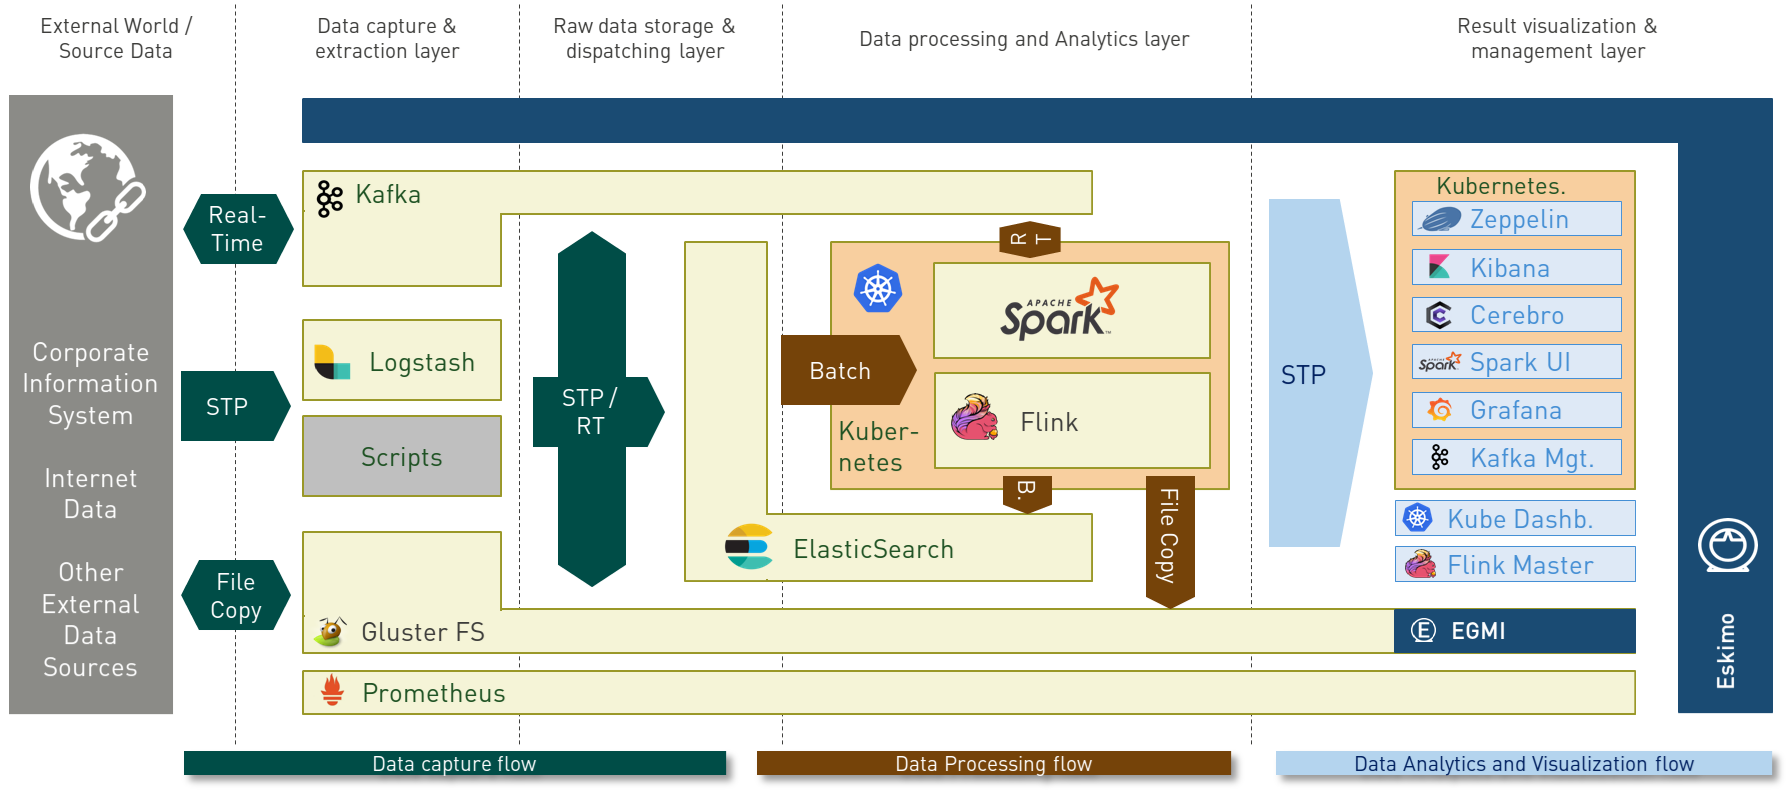 External World /
Source Data
Data capture &
extraction layer
Raw data storage &
dispatching layer
Data processing and Analytics layer
Result visualization &
management layer
Corporate
Information
System
Internet
Data
Other
External
Data
Sources
Real-
Time
STP
File
Copy
Kafka
Logstash
Scripts
Gluster FS
Prometheus
STP /
RT
ElasticSearch
Batch
Kuber-
netes
RT
APACHE
Spark
Flink
B.
File Copy
STP
Kubernetes.
Zeppelin
Kibana
Cerebro
APACHE
Spark
Spark UI
Grafana
Kafka Mgt.
Kube Dashb.
Flink Master
E
EGMI
Eskimo
Data capture flow
Data Processing flow
Data Analytics and Visualization flow